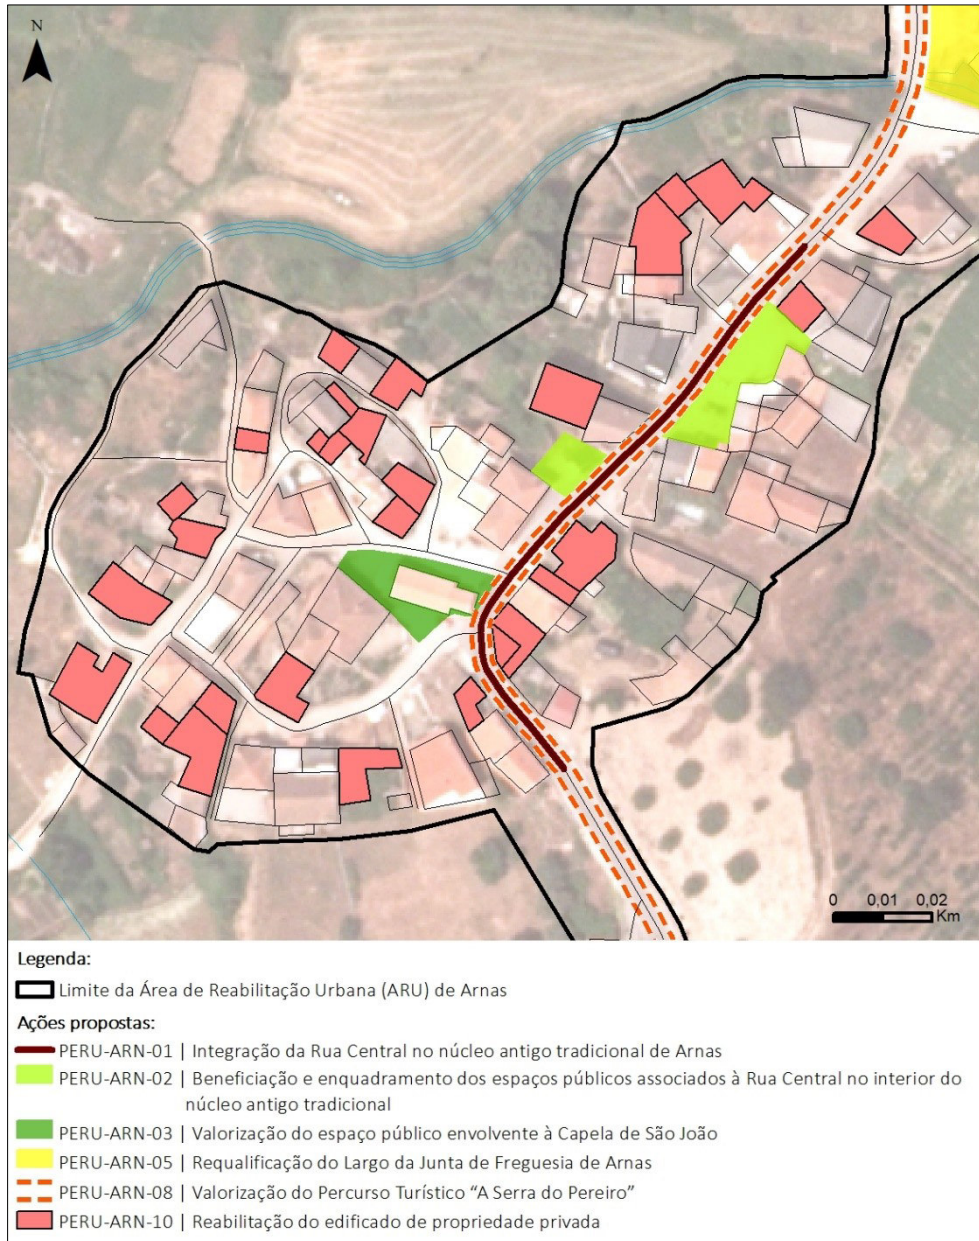 N
0 0,01 0,02
Km
Legenda:
Limite da Área de Reabilitação Urbana (ARU) de Arnas
Ações propostas:
PERU-ARN-01 | Integração da Rua Central no núcleo antigo tradicional de Arnas
PERU-ARN-02 | Beneficiação e enquadramento dos espaços públicos associados à Rua Central no interior do
núcleo antigo tradicional
PERU-ARN-03 | Valorização do espaço público envolvente à Capela de São João
PERU-ARN-05 | Requalificação do Largo da Junta de Freguesia de Arnas
PERU-ARN-08 | Valorização do Percurso Turístico “A Serra do Pereiro”
PERU-ARN-10 | Reabilitação do edificado de propriedade privada